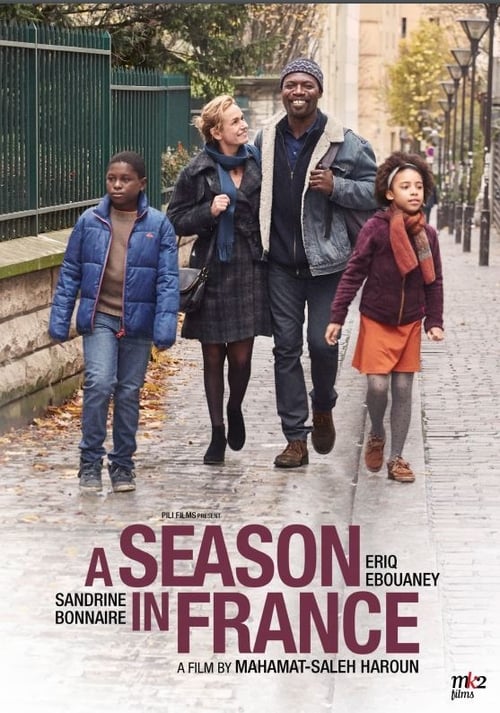 PILI FILMS PRESENT
A SEASON
IN FRANCE
ERIQ
EBOUANEY
SANDRINE
BONNAIRE
A FILM BY MAHAMAT-SALEH HAROUN
mk2
films